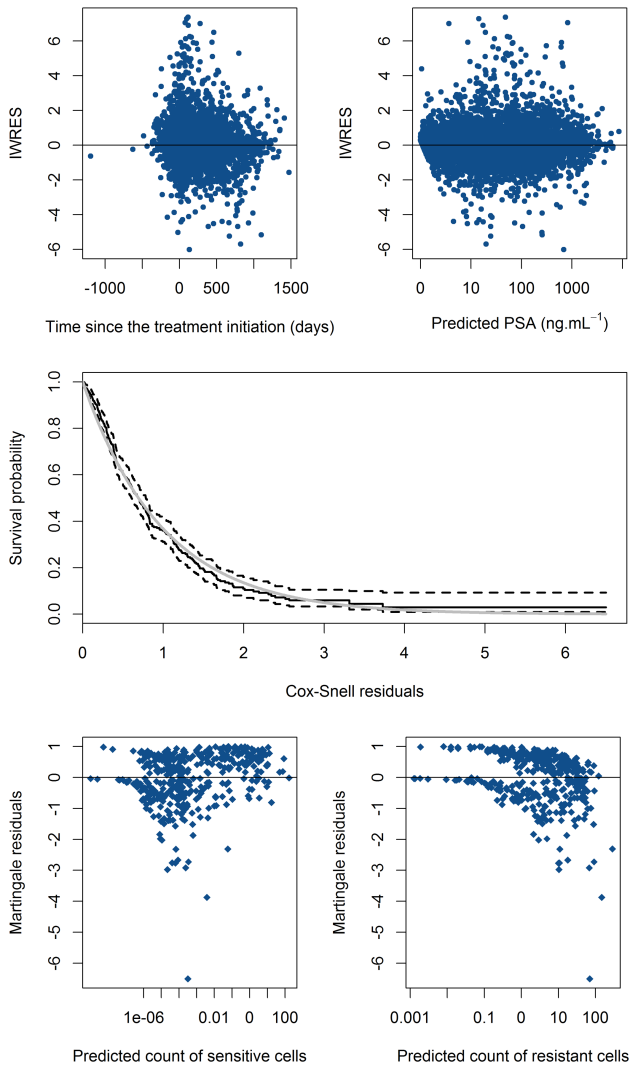 IWRES
6
4
2
0
-2
-4
-6
-1000 0 500 1500
Time since the treatment initiation (days)
IWRES
6
4
2
0
-2
-4
-6
0 10 100 1000
Predicted PSA (ng.mL⁻¹)
Survival probability
1.0
0.8
0.6
0.4
0.2
0.0
0 1 2 3 4 5 6
Cox-Snell residuals
Martingale residuals
1
0
-1
-2
-3
-4
-5
-6
1e-06 0.01 0 100
Predicted count of sensitive cells
Martingale residuals
1
0
-1
-2
-3
-4
-5
-6
0.001 0.1 0 100
Predicted count of resistant cells